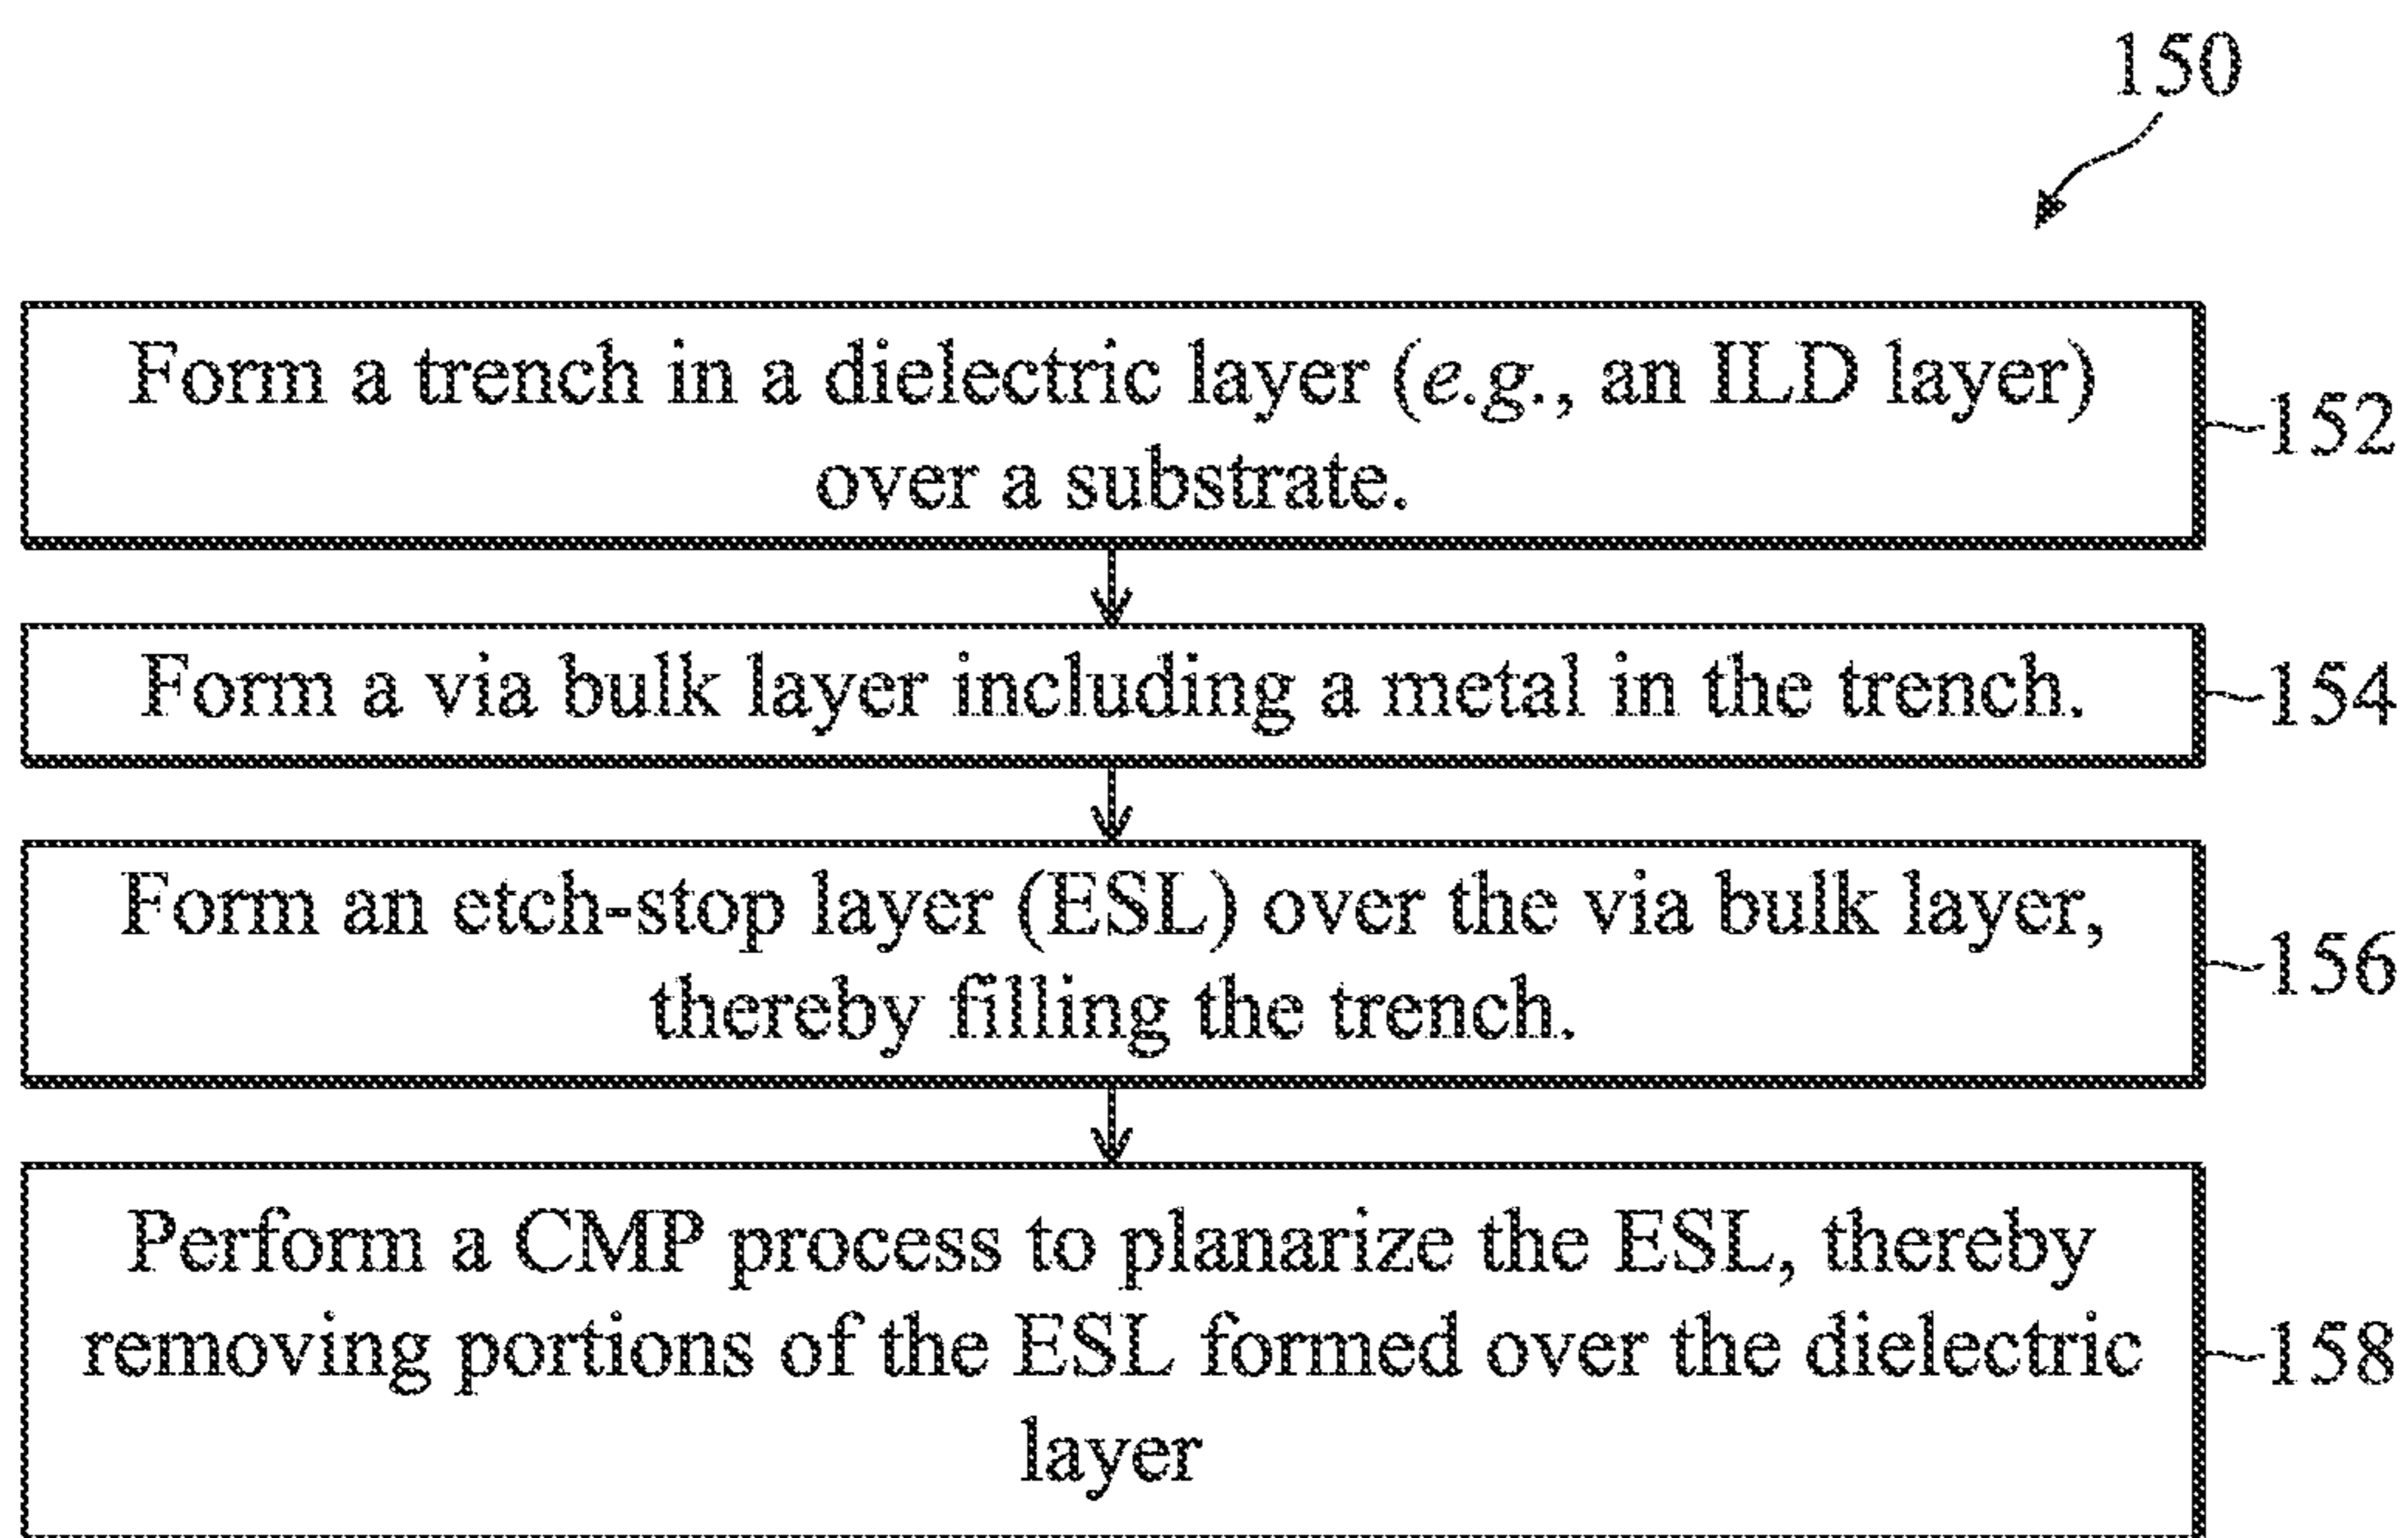 150
Form a trench in a dielectric layer (e.g., an ILD layer)
over a substrate.
152
Form a via bulk layer including a metal in the trench.
154
Form an etch-stop layer (ESL) over the via bulk layer,
thereby filling the trench.
156
Perform a CMP process to planarize the ESL, thereby
removing portions of the ESL formed over the dielectric
layer
158